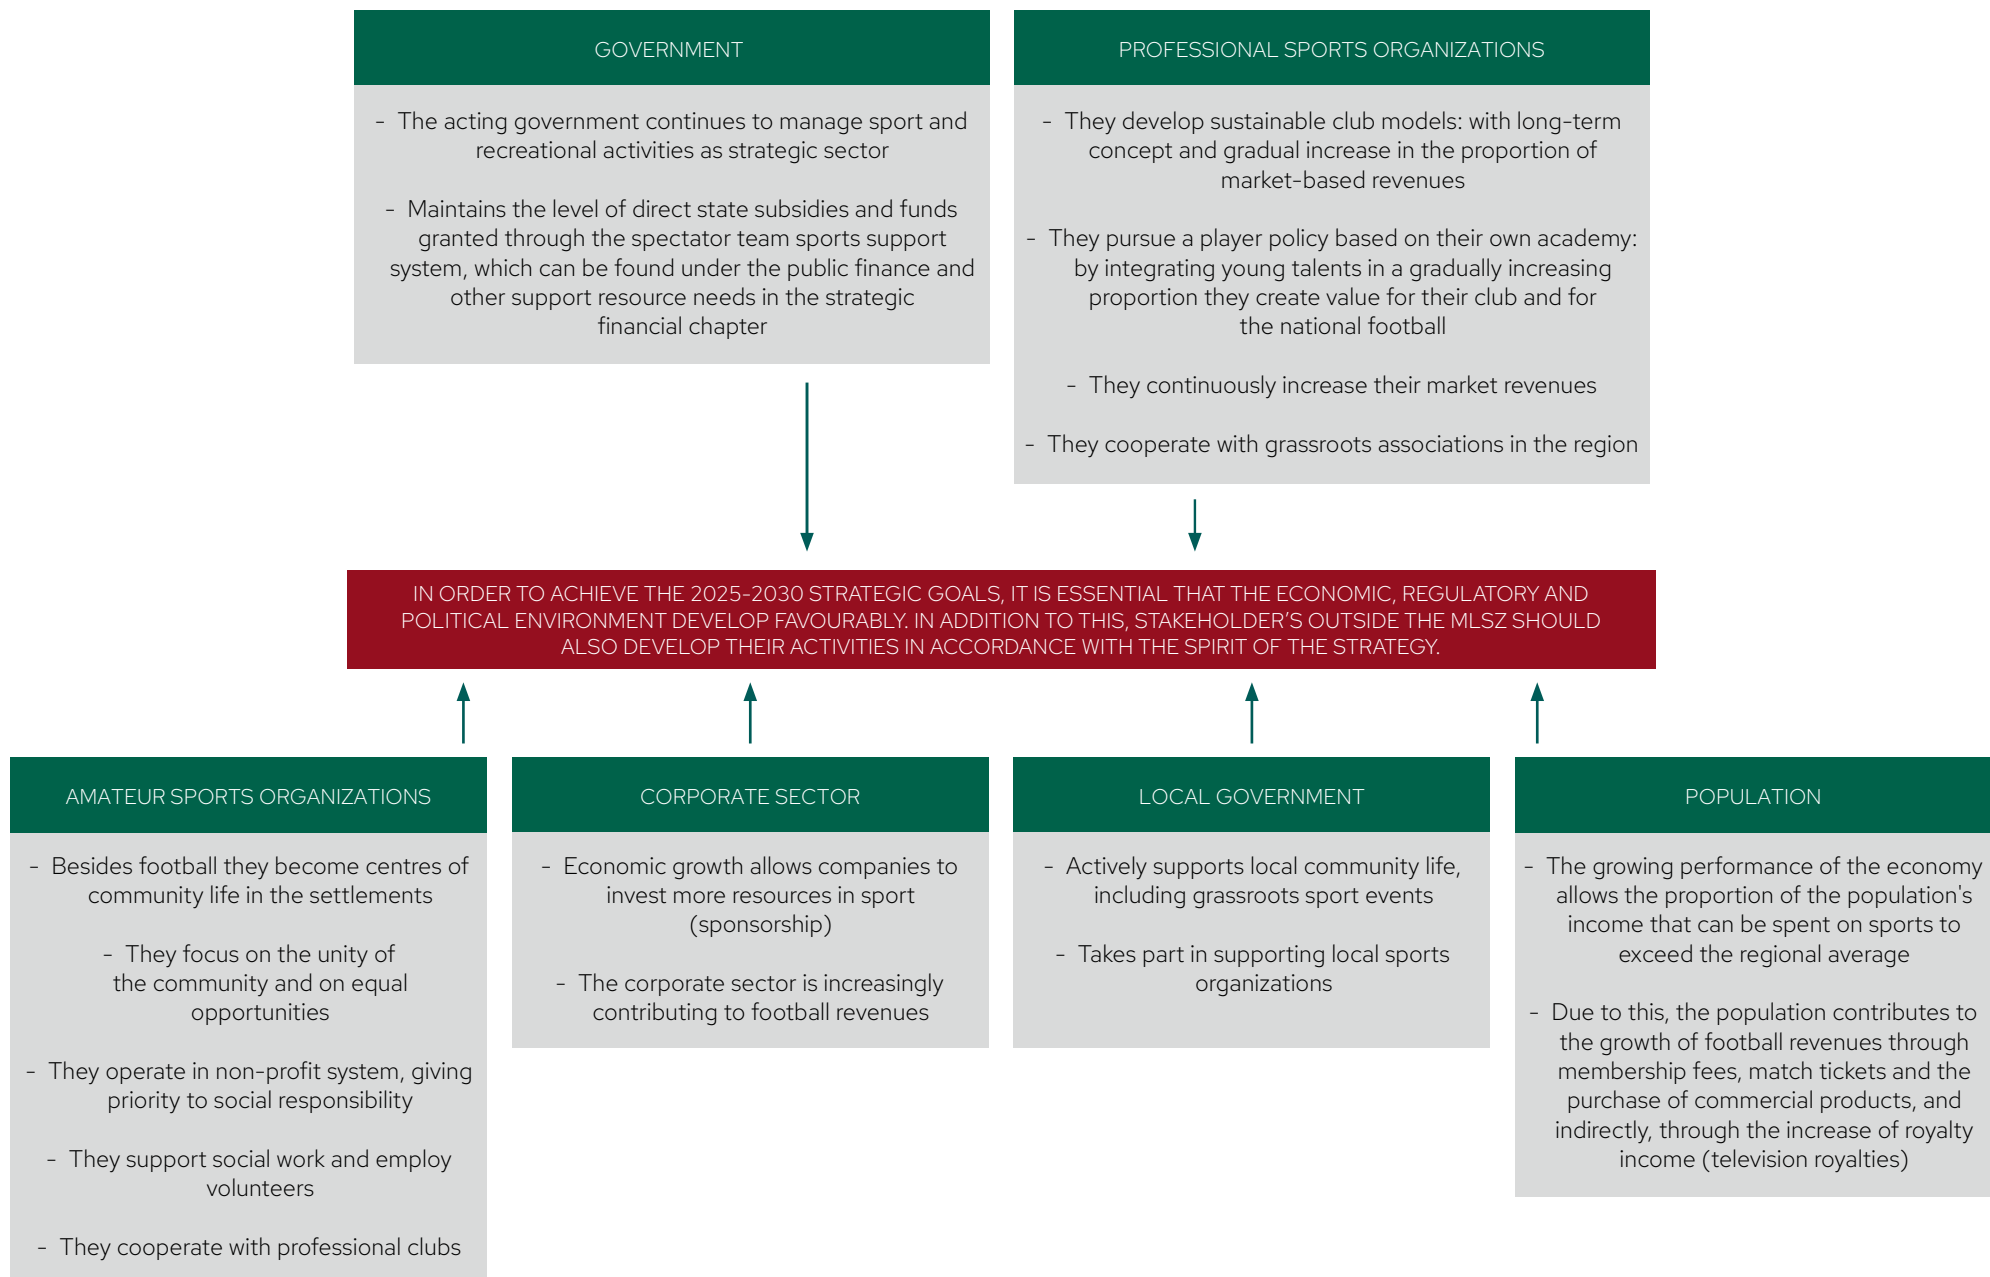 GOVERNMENT
- The acting government continues to manage sport and
recreational activities as strategic sector
- Maintains the level of direct state subsidies and funds
granted through the spectator team sports support
system, which can be found under the public finance and
other support resource needs in the strategic
financial chapter
PROFESSIONAL SPORTS ORGANIZATIONS
- They develop sustainable club models: with long-term
concept and gradual increase in the proportion of
market-based revenues
- They pursue a player policy based on their own academy:
by integrating young talents in a gradually increasing
proportion they create value for their club and for
the national football
- They continuously increase their market revenues
- They cooperate with grassroots associations in the region
IN ORDER TO ACHIEVE THE 2025-2030 STRATEGIC GOALS, IT IS ESSENTIAL THAT THE ECONOMIC, REGULATORY AND
POLITICAL ENVIRONMENT DEVELOP FAVOURABLY. IN ADDITION TO THIS, STAKEHOLDER'S OUTSIDE THE MLSZ SHOULD
ALSO DEVELOP THEIR ACTIVITIES IN ACCORDANCE WITH THE SPIRIT OF THE STRATEGY.
AMATEUR SPORTS ORGANIZATIONS
- Besides football they become centres of
community life in the settlements
- They focus on the unity of
the community and on equal
opportunities
- They operate in non-profit system, giving
priority to social responsibility
- They support social work and employ
volunteers
- They cooperate with professional clubs
CORPORATE SECTOR
- Economic growth allows companies to
invest more resources in sport
(sponsorship)
- The corporate sector is increasingly
contributing to football revenues
LOCAL GOVERNMENT
- Actively supports local community life,
including grassroots sport events
- Takes part in supporting local sports
organizations
POPULATION
- The growing performance of the economy
allows the proportion of the population's
income that can be spent on sports to
exceed the regional average
- Due to this, the population contributes to
the growth of football revenues through
membership fees, match tickets and the
purchase of commercial products, and
indirectly, through the increase of royalty
income (television royalties)